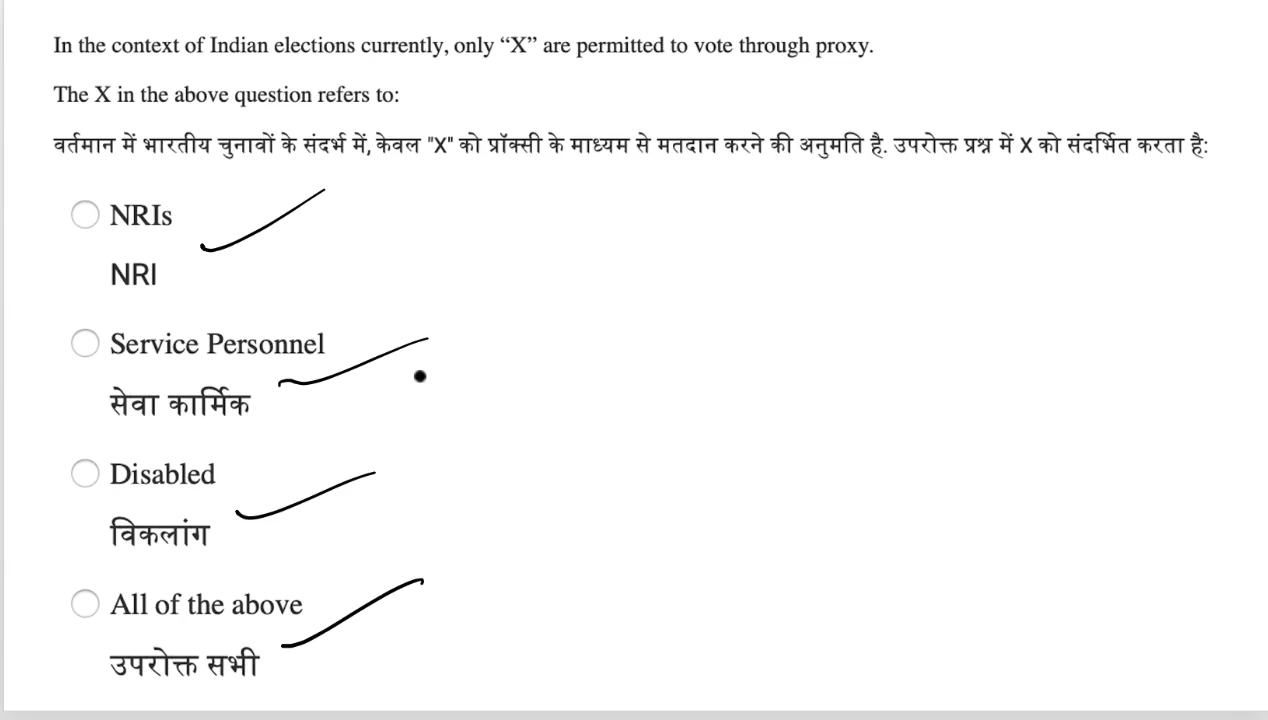 In the context of Indian elections currently, only “X” are permitted to vote through proxy.
The X in the above question refers to:
वर्तमान में भारतीय चुनावों के संदर्भ में, केवल "X" को प्रॉक्सी के माध्यम से मतदान करने की अनुमति है. उपरोक्त प्रश्न में X को संदर्भित करता है:
NRIs
NRI
Service Personnel
सेवा कार्मिक
Disabled
विकलांग
All of the above
उपरोक्त सभी